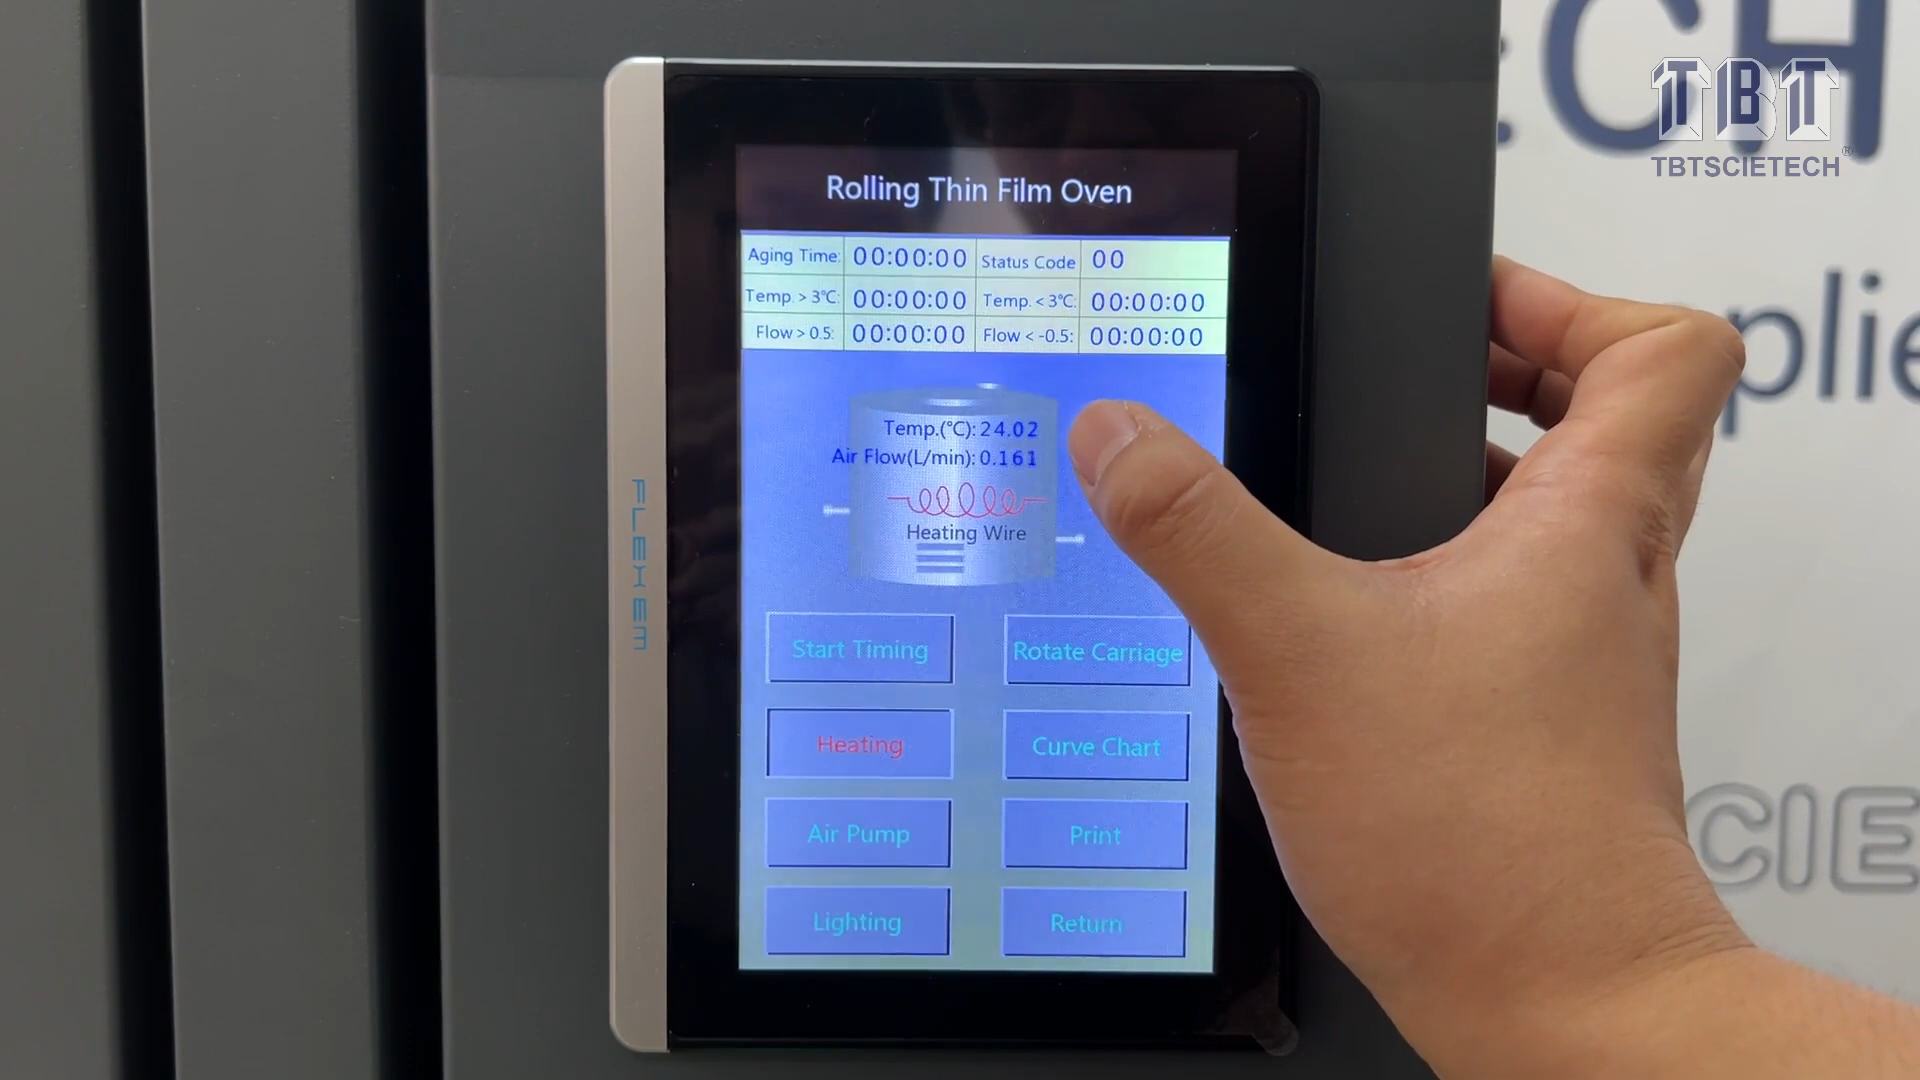 CH
TBT
TBTSCIETECH®
Rolling Thin Film Oven
Aging Time: 00:00:00 Status Code 00
Temp. > 3℃: 00:00:00 Temp. < 3℃: 00:00:00
Flow > 0.5: 00:00:00 Flow < -0.5: 00:00:00
plie
Temp.(℃): 24.02
Air Flow(L/min): 0.161
Heating Wire
FLEXEM
Start Timing Rotate Carriage
Heating Curve Chart
Air Pump Print
CIE
Lighting Return